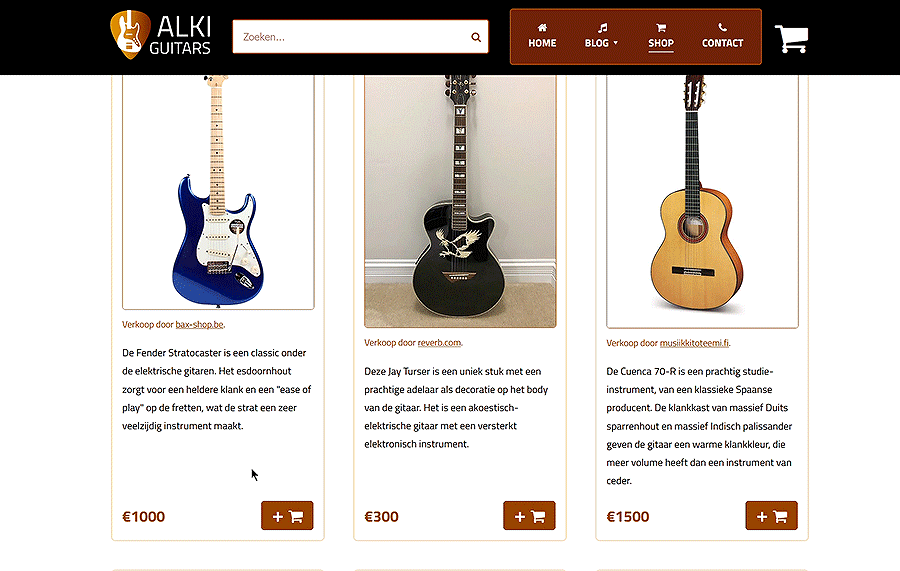 ALKI
GUITARS
Zoeken...
HOME
BLOG
SHOP
CONTACT
Verkoop door bax-shop.be.
De Fender Stratocaster is een classic onder
de elektrische gitaren. Het esdoornhout
zorgt voor een heldere klank en een "ease of
play" op de fretten, wat de strat een zeer
veelzijdig instrument maakt.
€1000
+
Verkoop door reverb.com.
Deze Jay Turser is een uniek stuk met een
prachtige adelaar als decoratie op het body
van de gitaar. Het is een akoestisch-
elektrische gitaar met een versterkt
elektronisch instrument.
€300
+
Verkoop door musiikkitoteemi.fi.
De Cuenca 70-R is een prachtig studie-
instrument, van een klassieke Spaanse
producent. De klankkast van massief Duits
sparrenhout en massief Indisch palissander
geven de gitaar een warme klankkleur, die
meer volume heeft dan een instrument van
ceder.
€1500
+